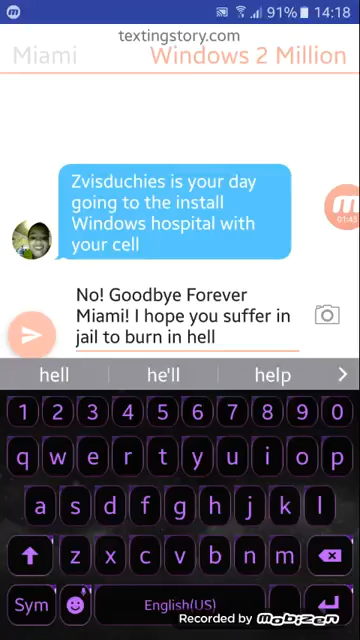 91% 14:18
textingstory.com
Miami Windows 2 Million
Zvisduchies is your day
going to the install
Windows hospital with
your cell
01:43
No! Goodbye Forever
Miami! I hope you suffer in
jail to burn in hell
hell he'll help
1 2 3 4 5 6 7 8 9 0
q w e r t y u i o p
a s d f g h j k l
z x c v b n m
Sym English(US)
Recorded by mobizen